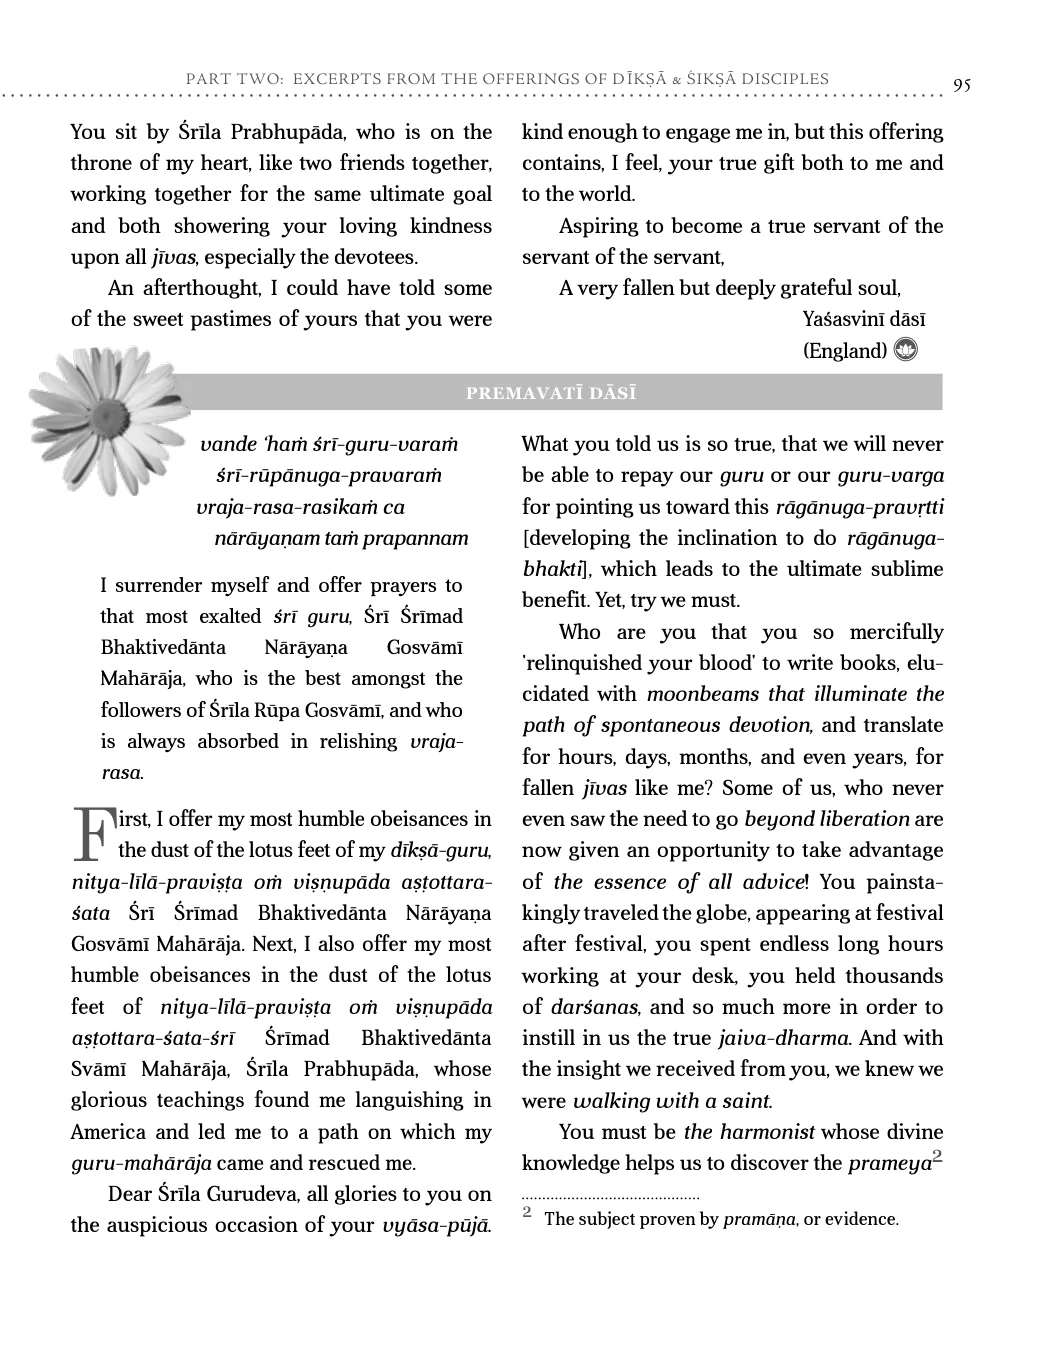 PART TWO: EXCERPTS FROM THE OFFERINGS OF DĪKṢĀ & ŚIKṢĀ DISCIPLES
95
You sit by Śrīla Prabhupāda, who is on the
throne of my heart, like two friends together,
working together for the same ultimate goal
and both showering your loving kindness
upon all jīvas, especially the devotees.
An afterthought, I could have told some
of the sweet pastimes of yours that you were
kind enough to engage me in, but this offering
contains, I feel, your true gift both to me and
to the world.
Aspiring to become a true servant of the
servant of the servant,
A very fallen but deeply grateful soul,
Yaśasvinī dāsī
(England)
PREMAVATĪ DĀSĪ
vande 'haṁ śrī-guru-varaṁ
śrī-rūpānuga-pravaraṁ
vraja-rasa-rasikaṁ ca
nārāyaṇam taṁ prapannam
I surrender myself and offer prayers to
that most exalted śrī guru, Śrī Śrīmad
Bhaktivedānta Nārāyaṇa Gosvāmī
Mahārāja, who is the best amongst the
followers of Śrīla Rūpa Gosvāmī, and who
is always absorbed in relishing vraja-
rasa.
First, I offer my most humble obeisances in
the dust of the lotus feet of my dīkṣā-guru,
nitya-līlā-praviṣṭa oṁ viṣṇupāda aṣṭottara-
śata Śrī Śrīmad Bhaktivedānta Nārāyaṇa
Gosvāmī Mahārāja. Next, I also offer my most
humble obeisances in the dust of the lotus
feet of nitya-līlā-praviṣṭa oṁ viṣṇupāda
aṣṭottara-śata-śrī Śrīmad Bhaktivedānta
Svāmī Mahārāja, Śrīla Prabhupāda, whose
glorious teachings found me languishing in
America and led me to a path on which my
guru-mahārāja came and rescued me.
Dear Śrīla Gurudeva, all glories to you on
the auspicious occasion of your vyāsa-pūjā.
What you told us is so true, that we will never
be able to repay our guru or our guru-varga
for pointing us toward this rāgānuga-pravṛtti
[developing the inclination to do rāgānuga-
bhakti], which leads to the ultimate sublime
benefit. Yet, try we must.
Who are you that you so mercifully
'relinquished your blood' to write books, elu-
cidated with moonbeams that illuminate the
path of spontaneous devotion, and translate
for hours, days, months, and even years, for
fallen jīvas like me? Some of us, who never
even saw the need to go beyond liberation are
now given an opportunity to take advantage
of the essence of all advice! You painsta-
kingly traveled the globe, appearing at festival
after festival, you spent endless long hours
working at your desk, you held thousands
of darśanas, and so much more in order to
instill in us the true jaiva-dharma. And with
the insight we received from you, we knew we
were walking with a saint.
You must be the harmonist whose divine
knowledge helps us to discover the prameya2
2 The subject proven by pramāṇa, or evidence.